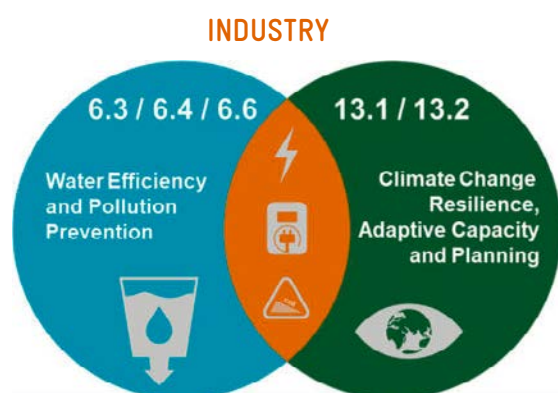 INDUSTRY
6.3 / 6.4 / 6.6
Water Efficiency
and Pollution
Prevention
13.1 / 13.2
Climate Change
Resilience,
Adaptive Capacity
and Planning